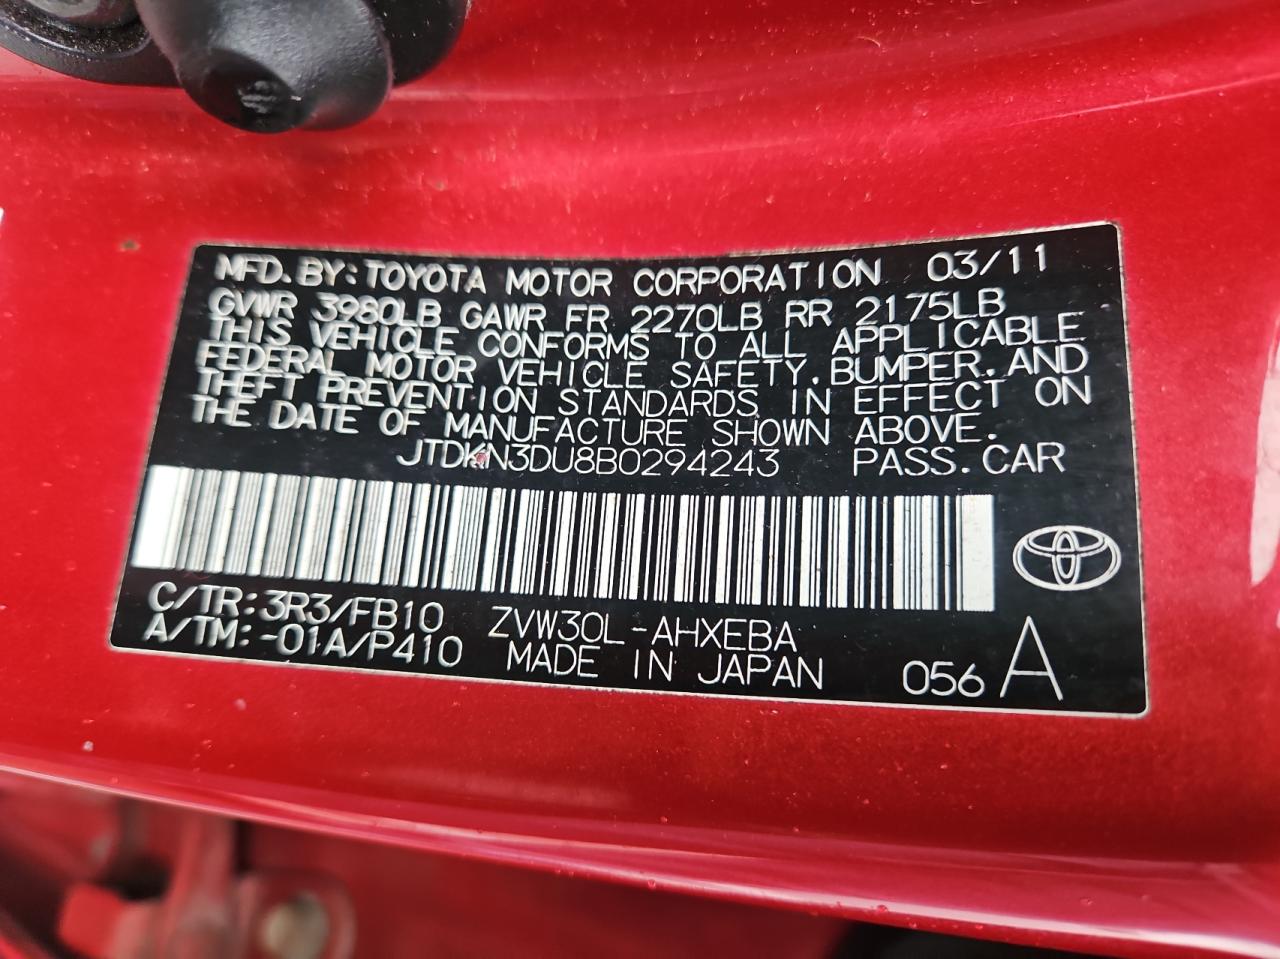 MFD. BY: TOYOTA MOTOR CORPORATION 03/11
GVWR 3980LB GAWR FR 2270LB RR 2175LB
THIS VEHICLE CONFORMS TO ALL APPLICABLE
FEDERAL MOTOR VEHICLE SAFETY, BUMPER, AND
THEFT PREVENTION STANDARDS IN EFFECT ON
THE DATE OF MANUFACTURE SHOWN ABOVE.
JTDKN3DU8B0294243 PASS. CAR
C/TR: 3R3/FB10 ZVW30L-AHXEBA
A/TM: -01A/P410 MADE IN JAPAN 056 A